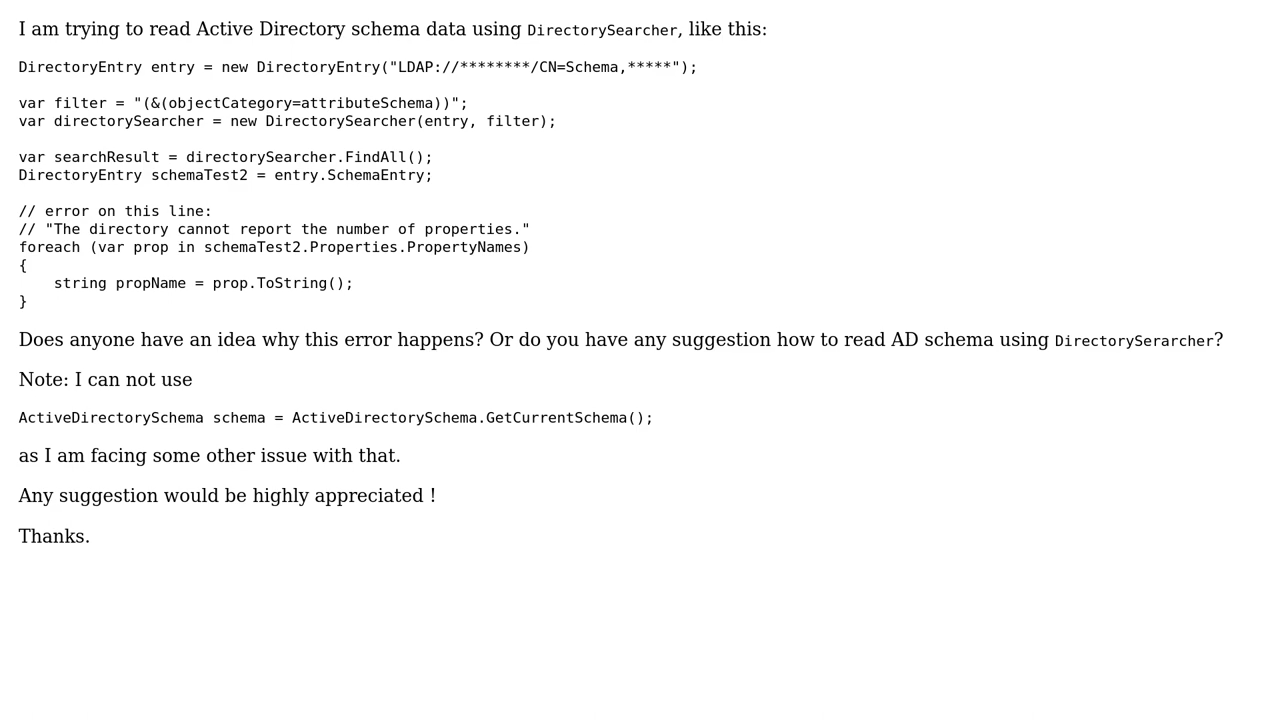 I am trying to read Active Directory schema data using DirectorySearcher, like this:
DirectoryEntry entry = new DirectoryEntry("LDAP://********/CN=Schema,*****");
var filter = "(&(objectCategory=attributeSchema))";
var directorySearcher = new DirectorySearcher(entry, filter);
var searchResult = directorySearcher.FindAll();
DirectoryEntry schemaTest2 = entry.SchemaEntry;
// error on this line:
// "The directory cannot report the number of properties."
foreach (var prop in schemaTest2.Properties.PropertyNames)
{
    string propName = prop.ToString();
}
Does anyone have an idea why this error happens? Or do you have any suggestion how to read AD schema using DirectorySerarcher?
Note: I can not use
ActiveDirectorySchema schema = ActiveDirectorySchema.GetCurrentSchema();
as I am facing some other issue with that.
Any suggestion would be highly appreciated !
Thanks.